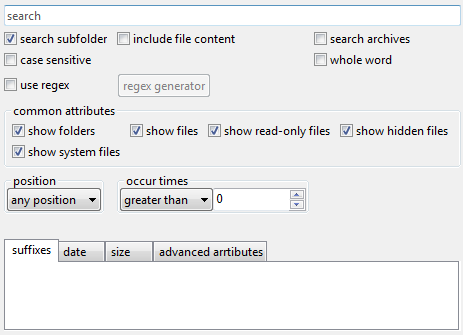 search
search subfolder include file content search archives
case sensitive whole word
use regex regex generator
common attributes
show folders show files show read-only files show hidden files
show system files
position occur times
any position greater than 0
suffixes date size advanced arrtibutes